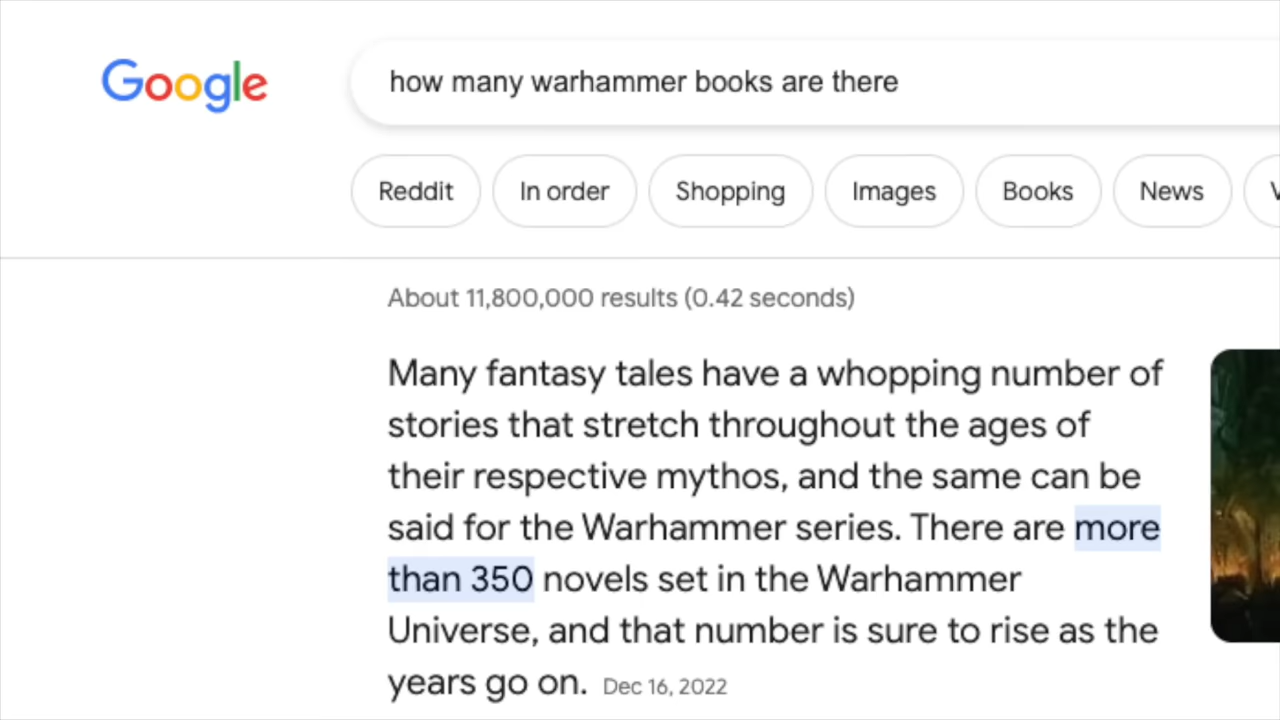 Google
how many warhammer books are there
Reddit In order Shopping Images Books News
About 11,800,000 results (0.42 seconds)
Many fantasy tales have a whopping number of
stories that stretch throughout the ages of
their respective mythos, and the same can be
said for the Warhammer series. There are more
than 350 novels set in the Warhammer
Universe, and that number is sure to rise as the
years go on. Dec 16, 2022